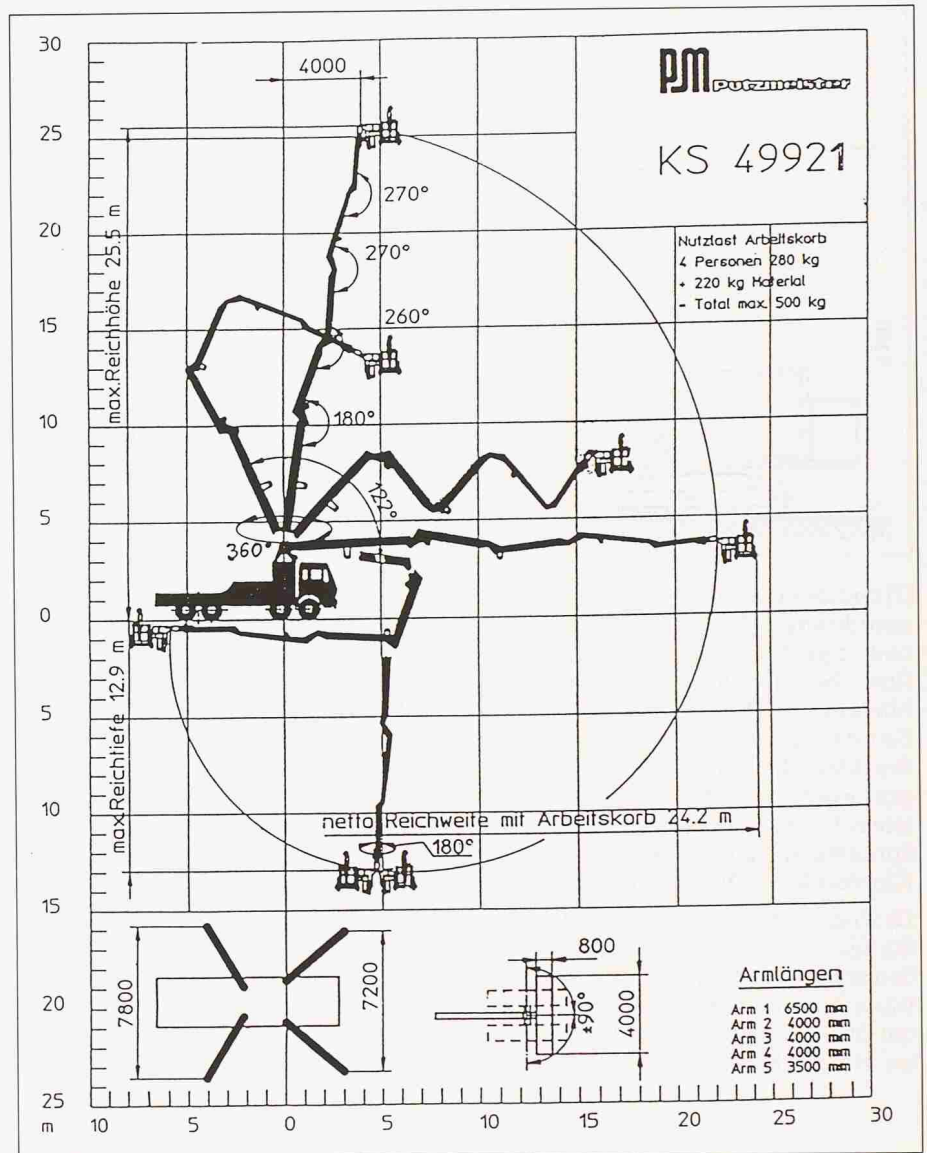 30
25
20
15
10
5
0
5
10
15
20
25
m
10
5
0
5
10
15
20
25
30
4000
PM Putzmeister
KS 49921
Nutzlast Arbeitskorb
4 Personen 280 kg
+ 220 kg Material
= Total max. 500 kg
max.Reichhöhe 25.5 m
270°
270°
260°
180°
122°
360°
max.Reichtiefe 12.9 m
netto Reichweite mit Arbeitskorb 24.2 m
180°
7800
7200
800
±90°
4000
Armlängen
Arm 1 6500 mm
Arm 2 4000 mm
Arm 3 4000 mm
Arm 4 4000 mm
Arm 5 3500 mm